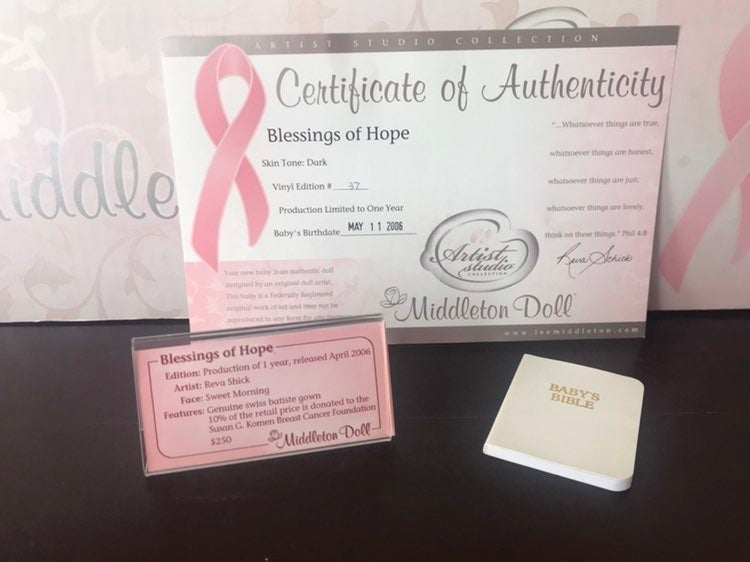 ARTIST STUDIO COLLECTION
Certificate of Authenticity
Blessings of Hope
Skin Tone: Dark
Vinyl Edition # 37
Production Limited to One Year
Baby's Birthdate MAY 11 2006
"...Whatsoever things are true,
whatsoever things are honest,
whatsoever things are just,
whatsoever things are lovely,
think on these things." Phil 4:8
Reva Schick
Artist
studio
COLLECTION
Your new baby is an authentic doll
designed by an original doll artist.
This baby is a Federally Registered
original work of art and may not be
reproduced in any form for any
Middleton Doll
www.leemiddleton.com
iddle
Blessings of Hope
Edition: Production of 1 year, released April 2006
Artist: Reva Shick
Face: Sweet Morning
Features: Genuine swiss batiste gown
10% of the retail price is donated to the
Susan G. Komen Breast Cancer Foundation
$250
Middleton Doll
BABY'S
BIBLE